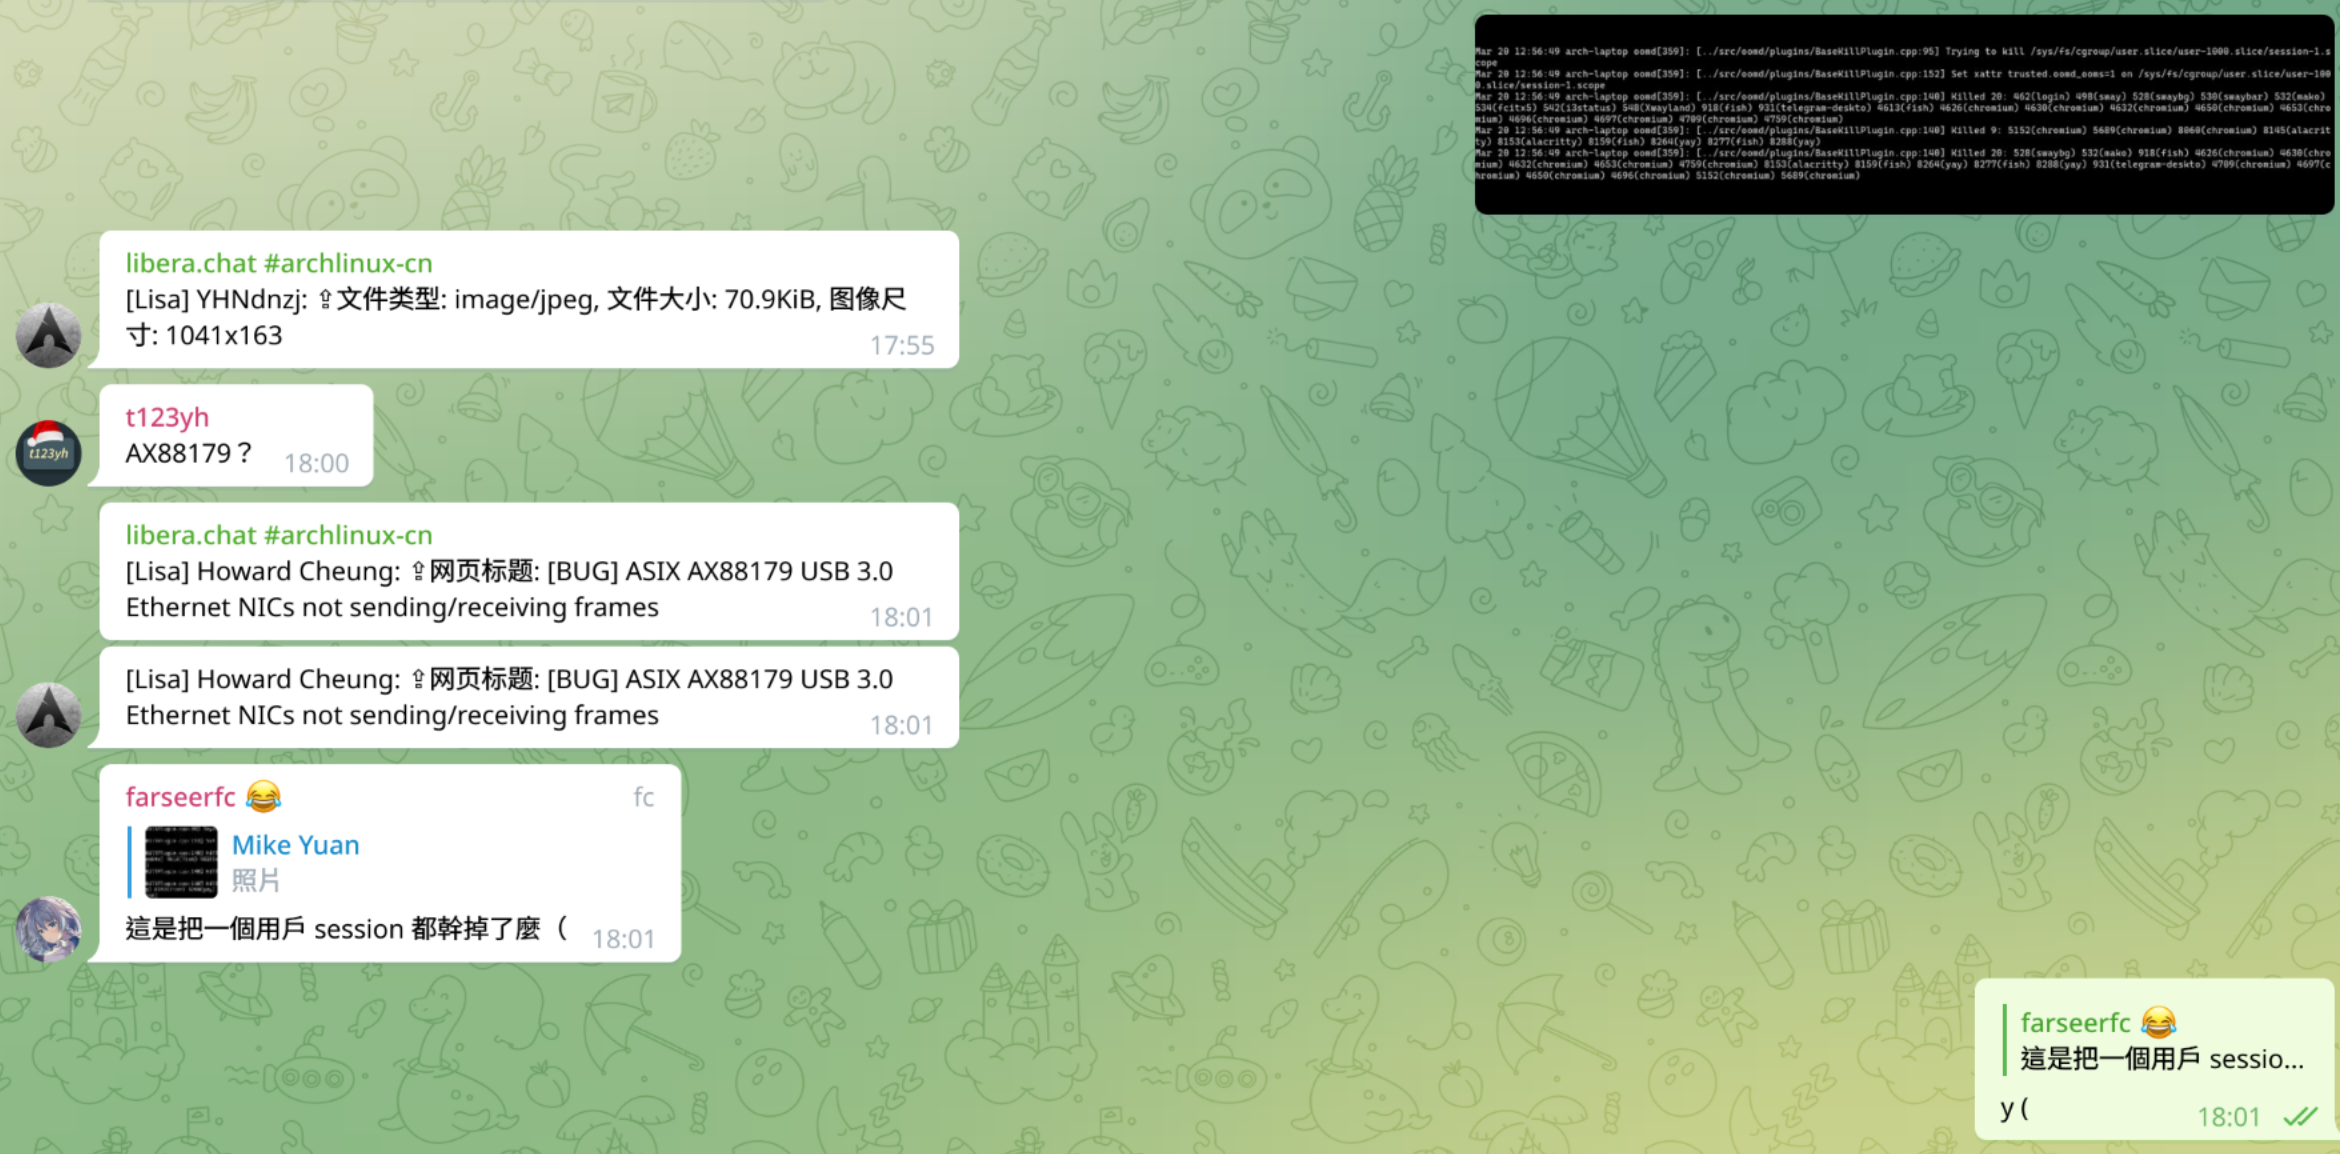 Mar 20 12:56:49 arch-laptop oomd[359]: [../src/oomd/plugins/BaseKillPlugin.cpp:95] Trying to kill /sys/fs/cgroup/user.slice/user-1000.slice/session-1.s
cope
Mar 20 12:56:49 arch-laptop oomd[359]: [../src/oomd/plugins/BaseKillPlugin.cpp:152] Set xattr trusted.oomd_ooms=1 on /sys/fs/cgroup/user.slice/user-100
0.slice/session-1.scope
Mar 20 12:56:49 arch-laptop oomd[359]: [../src/oomd/plugins/BaseKillPlugin.cpp:140] Killed 20: 462(login) 498(sway) 528(swaybg) 530(swaybar) 532(mako)
534(fcitx5) 542(i3status) 548(Xwayland) 918(fish) 931(telegram-deskto) 4613(fish) 4626(chromium) 4630(chromium) 4632(chromium) 4650(chromium) 4653(chro
mium) 4696(chromium) 4697(chromium) 4709(chromium) 4759(chromium)
Mar 20 12:56:49 arch-laptop oomd[359]: [../src/oomd/plugins/BaseKillPlugin.cpp:140] Killed 9: 5152(chromium) 5689(chromium) 8060(chromium) 8145(alacrit
ty) 8153(alacritty) 8159(fish) 8264(yay) 8277(fish) 8288(yay)
Mar 20 12:56:49 arch-laptop oomd[359]: [../src/oomd/plugins/BaseKillPlugin.cpp:140] Killed 20: 528(swaybg) 532(mako) 918(fish) 4626(chromium) 4630(chro
mium) 4632(chromium) 4653(chromium) 4759(chromium) 8153(alacritty) 8159(fish) 8264(yay) 8277(fish) 8288(yay) 931(telegram-deskto) 4709(chromium) 4697(c
hromium) 4650(chromium) 4696(chromium) 5152(chromium) 5689(chromium)
libera.chat #archlinux-cn
[Lisa] YHNdnzj: ⇪文件类型: image/jpeg, 文件大小: 70.9KiB, 图像尺
寸: 1041x163
17:55
t123yh
t123yh
AX88179？
18:00
libera.chat #archlinux-cn
[Lisa] Howard Cheung: ⇪网页标题: [BUG] ASIX AX88179 USB 3.0
Ethernet NICs not sending/receiving frames
18:01
[Lisa] Howard Cheung: ⇪网页标题: [BUG] ASIX AX88179 USB 3.0
Ethernet NICs not sending/receiving frames
18:01
farseerfc 😂 fc
Mike Yuan
照片
這是把一個用戶 session 都幹掉了麼（
18:01
farseerfc 😂
這是把一個用戶 sessio...
y (
18:01